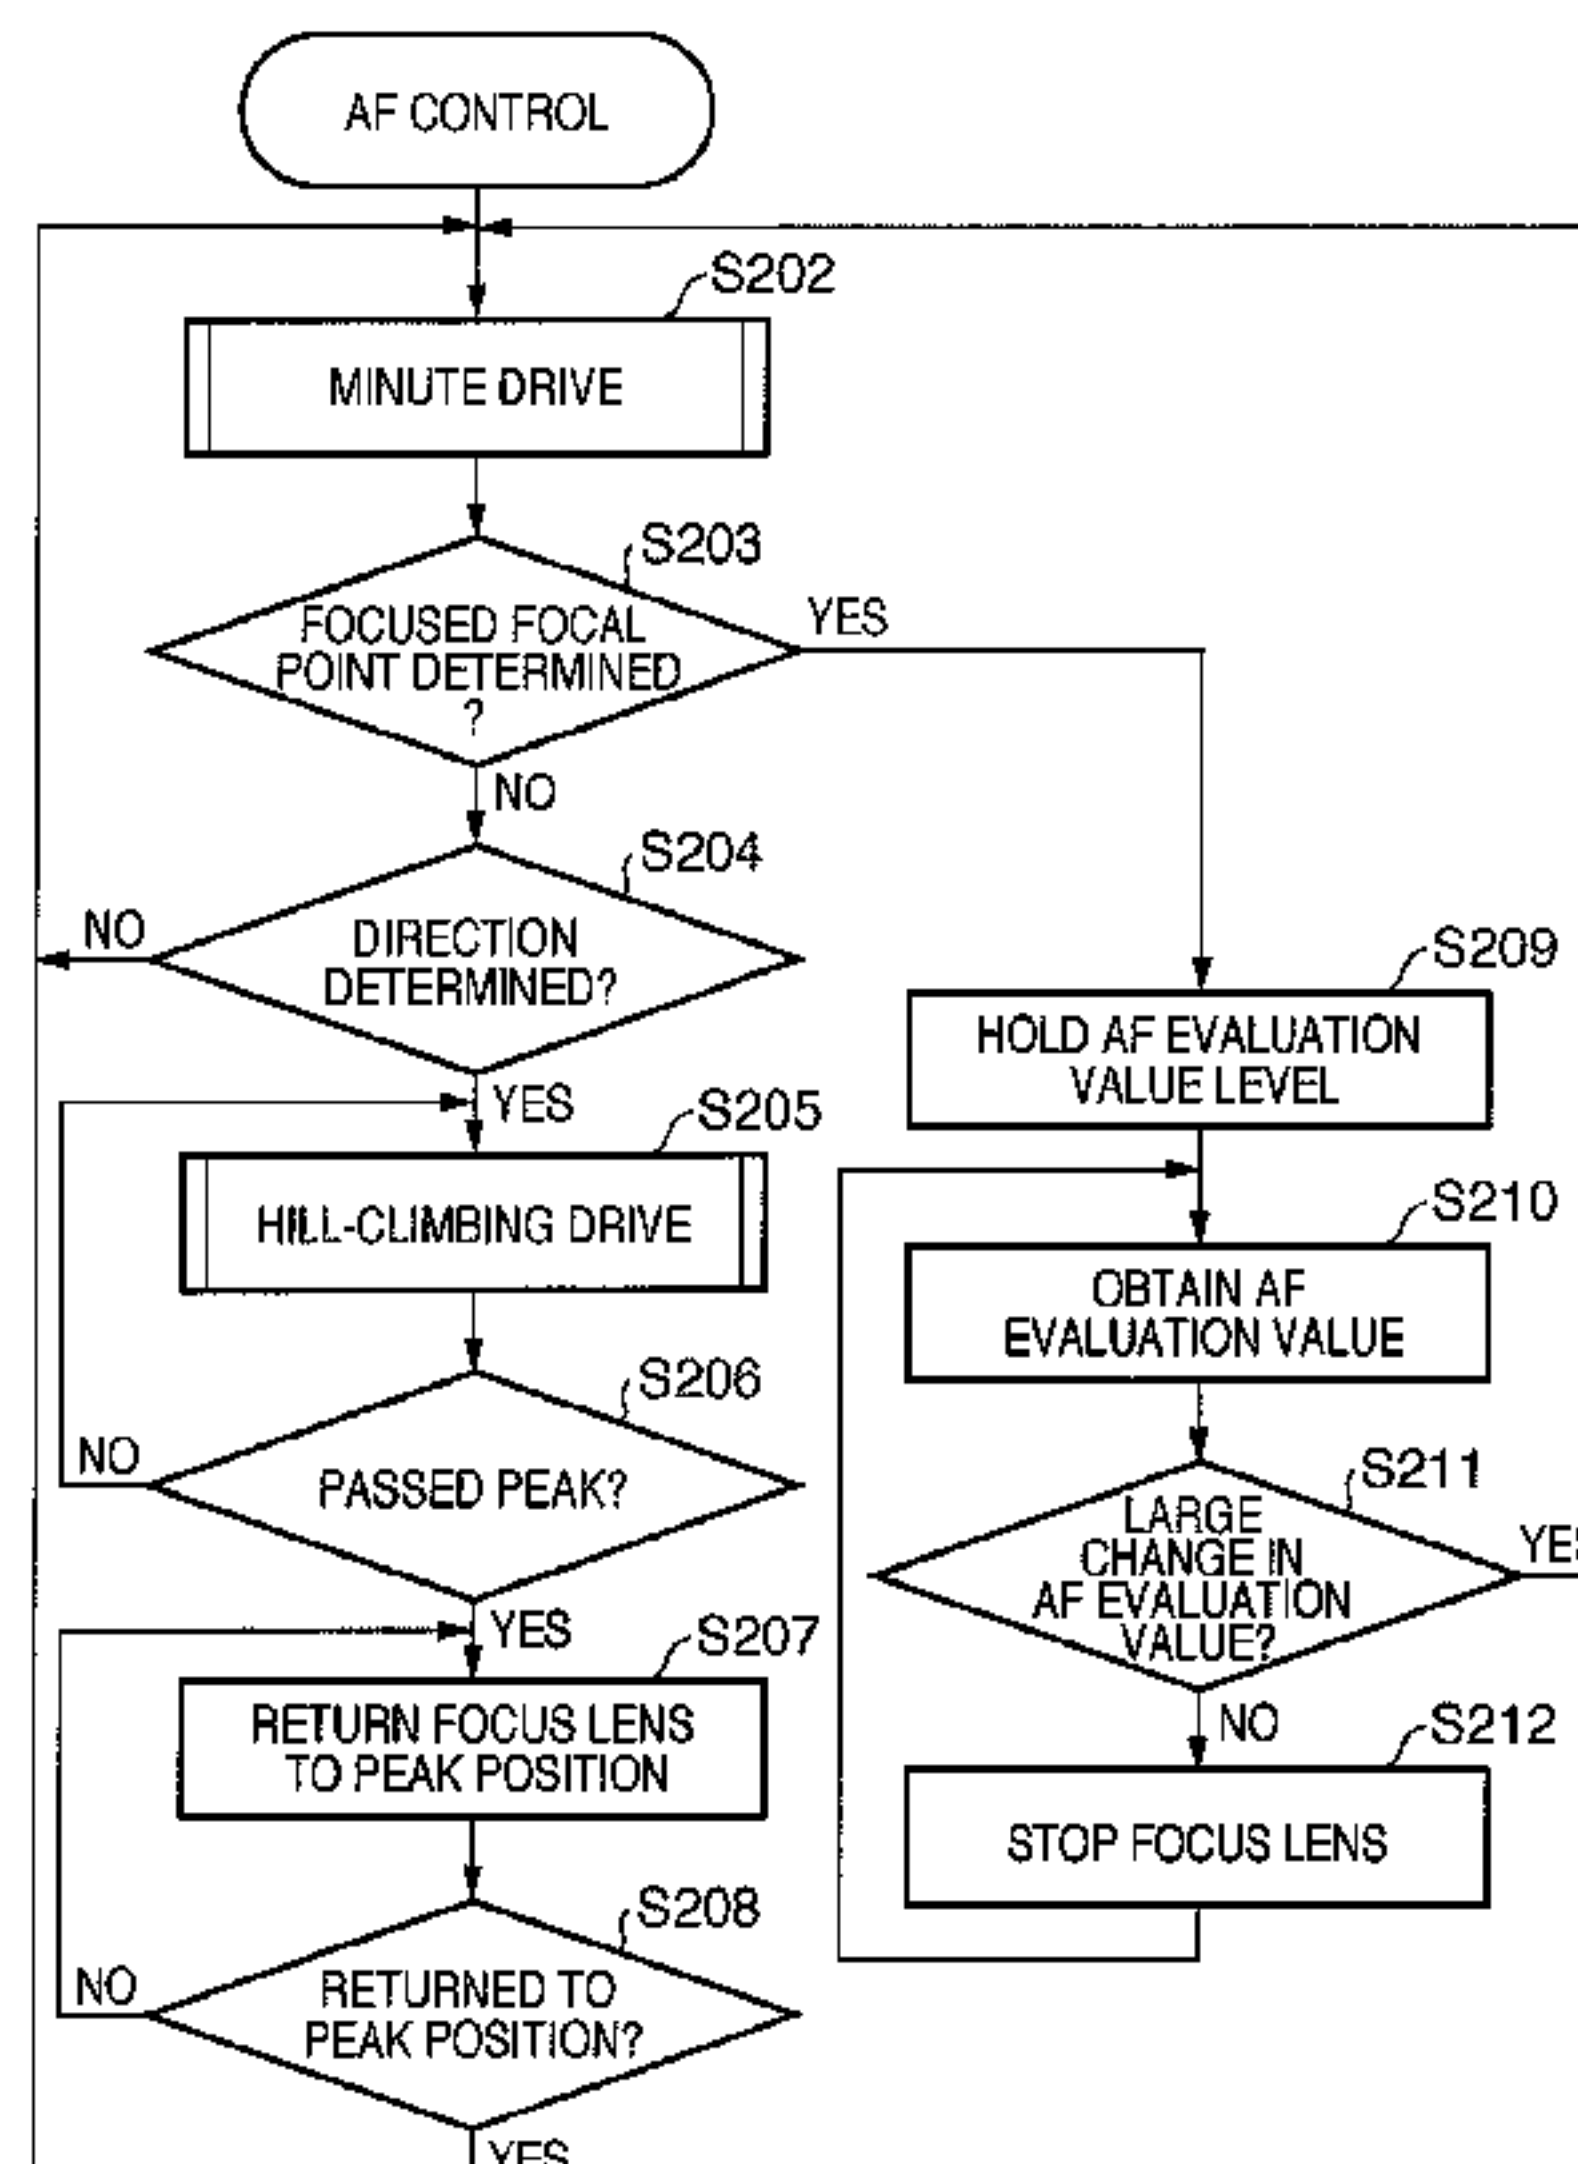 AF CONTROL
S202
MINUTE DRIVE
S203
FOCUSED FOCAL
POINT DETERMINED
?
YES
NO
S204
DIRECTION
DETERMINED?
NO
YES
S205
HILL-CLIMBING DRIVE
S206
PASSED PEAK?
NO
YES
S207
RETURN FOCUS LENS
TO PEAK POSITION
S208
RETURNED TO
PEAK POSITION?
NO
YES
S209
HOLD AF EVALUATION
VALUE LEVEL
S210
OBTAIN AF
EVALUATION VALUE
S211
LARGE
CHANGE IN
AF EVALUATION
VALUE?
YES
NO
S212
STOP FOCUS LENS